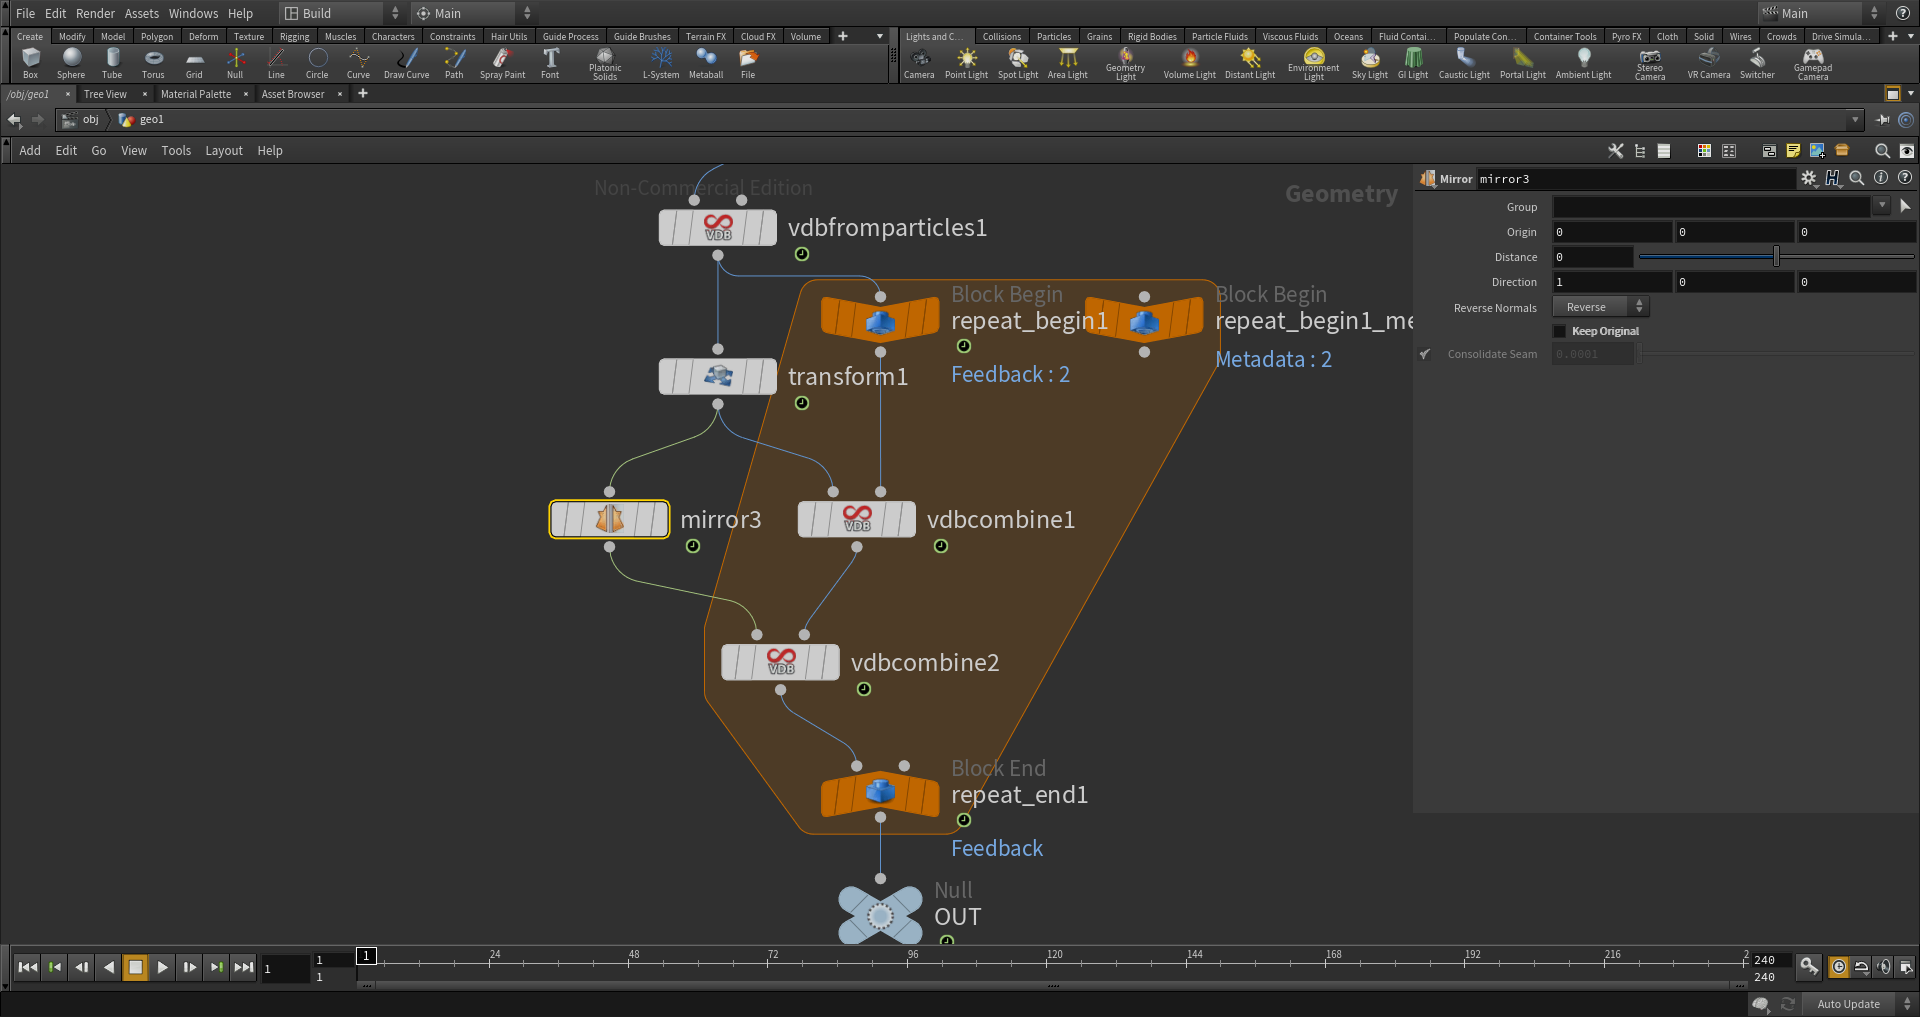 File Edit Render Assets Windows Help Build Main Main
Create Modify Model Polygon Deform Texture Rigging Muscles Characters Constraints Hair Utils Guide Process Guide Brushes Terrain FX Cloud FX Volume
Lights and C... Collisions Particles Grains Rigid Bodies Particle Fluids Viscous Fluids Oceans Fluid Contai... Populate Con... Container Tools Pyro FX Cloth Solid Wires Crowds Drive Simula...
Box Sphere Tube Torus Grid Null Line Circle Curve Draw Curve Path Spray Paint Font Platonic Solids L-System Metaball File
Camera Point Light Spot Light Area Light Geometry Light Volume Light Distant Light Environment Light Sky Light GI Light Caustic Light Portal Light Ambient Light Stereo Camera VR Camera Switcher Gamepad Camera
/obj/geo1 Tree View Material Palette Asset Browser
obj geo1
Add Edit Go View Tools Layout Help
Non-Commercial Edition
Geometry
VDB
vdbfromparticles1
Block Begin
repeat_begin1
Feedback : 2
Block Begin
repeat_begin1_me
Metadata : 2
transform1
mirror3
VDB
vdbcombine1
VDB
vdbcombine2
Block End
repeat_end1
Feedback
Null
OUT
Mirror mirror3
Group
Origin 0 0 0
Distance 0
Direction 1 0 0
Reverse Normals Reverse
Keep Original
Consolidate Seam 0.0001
1 1 1 1 24 48 72 96 120 144 168 192 216 2 240 240
Auto Update